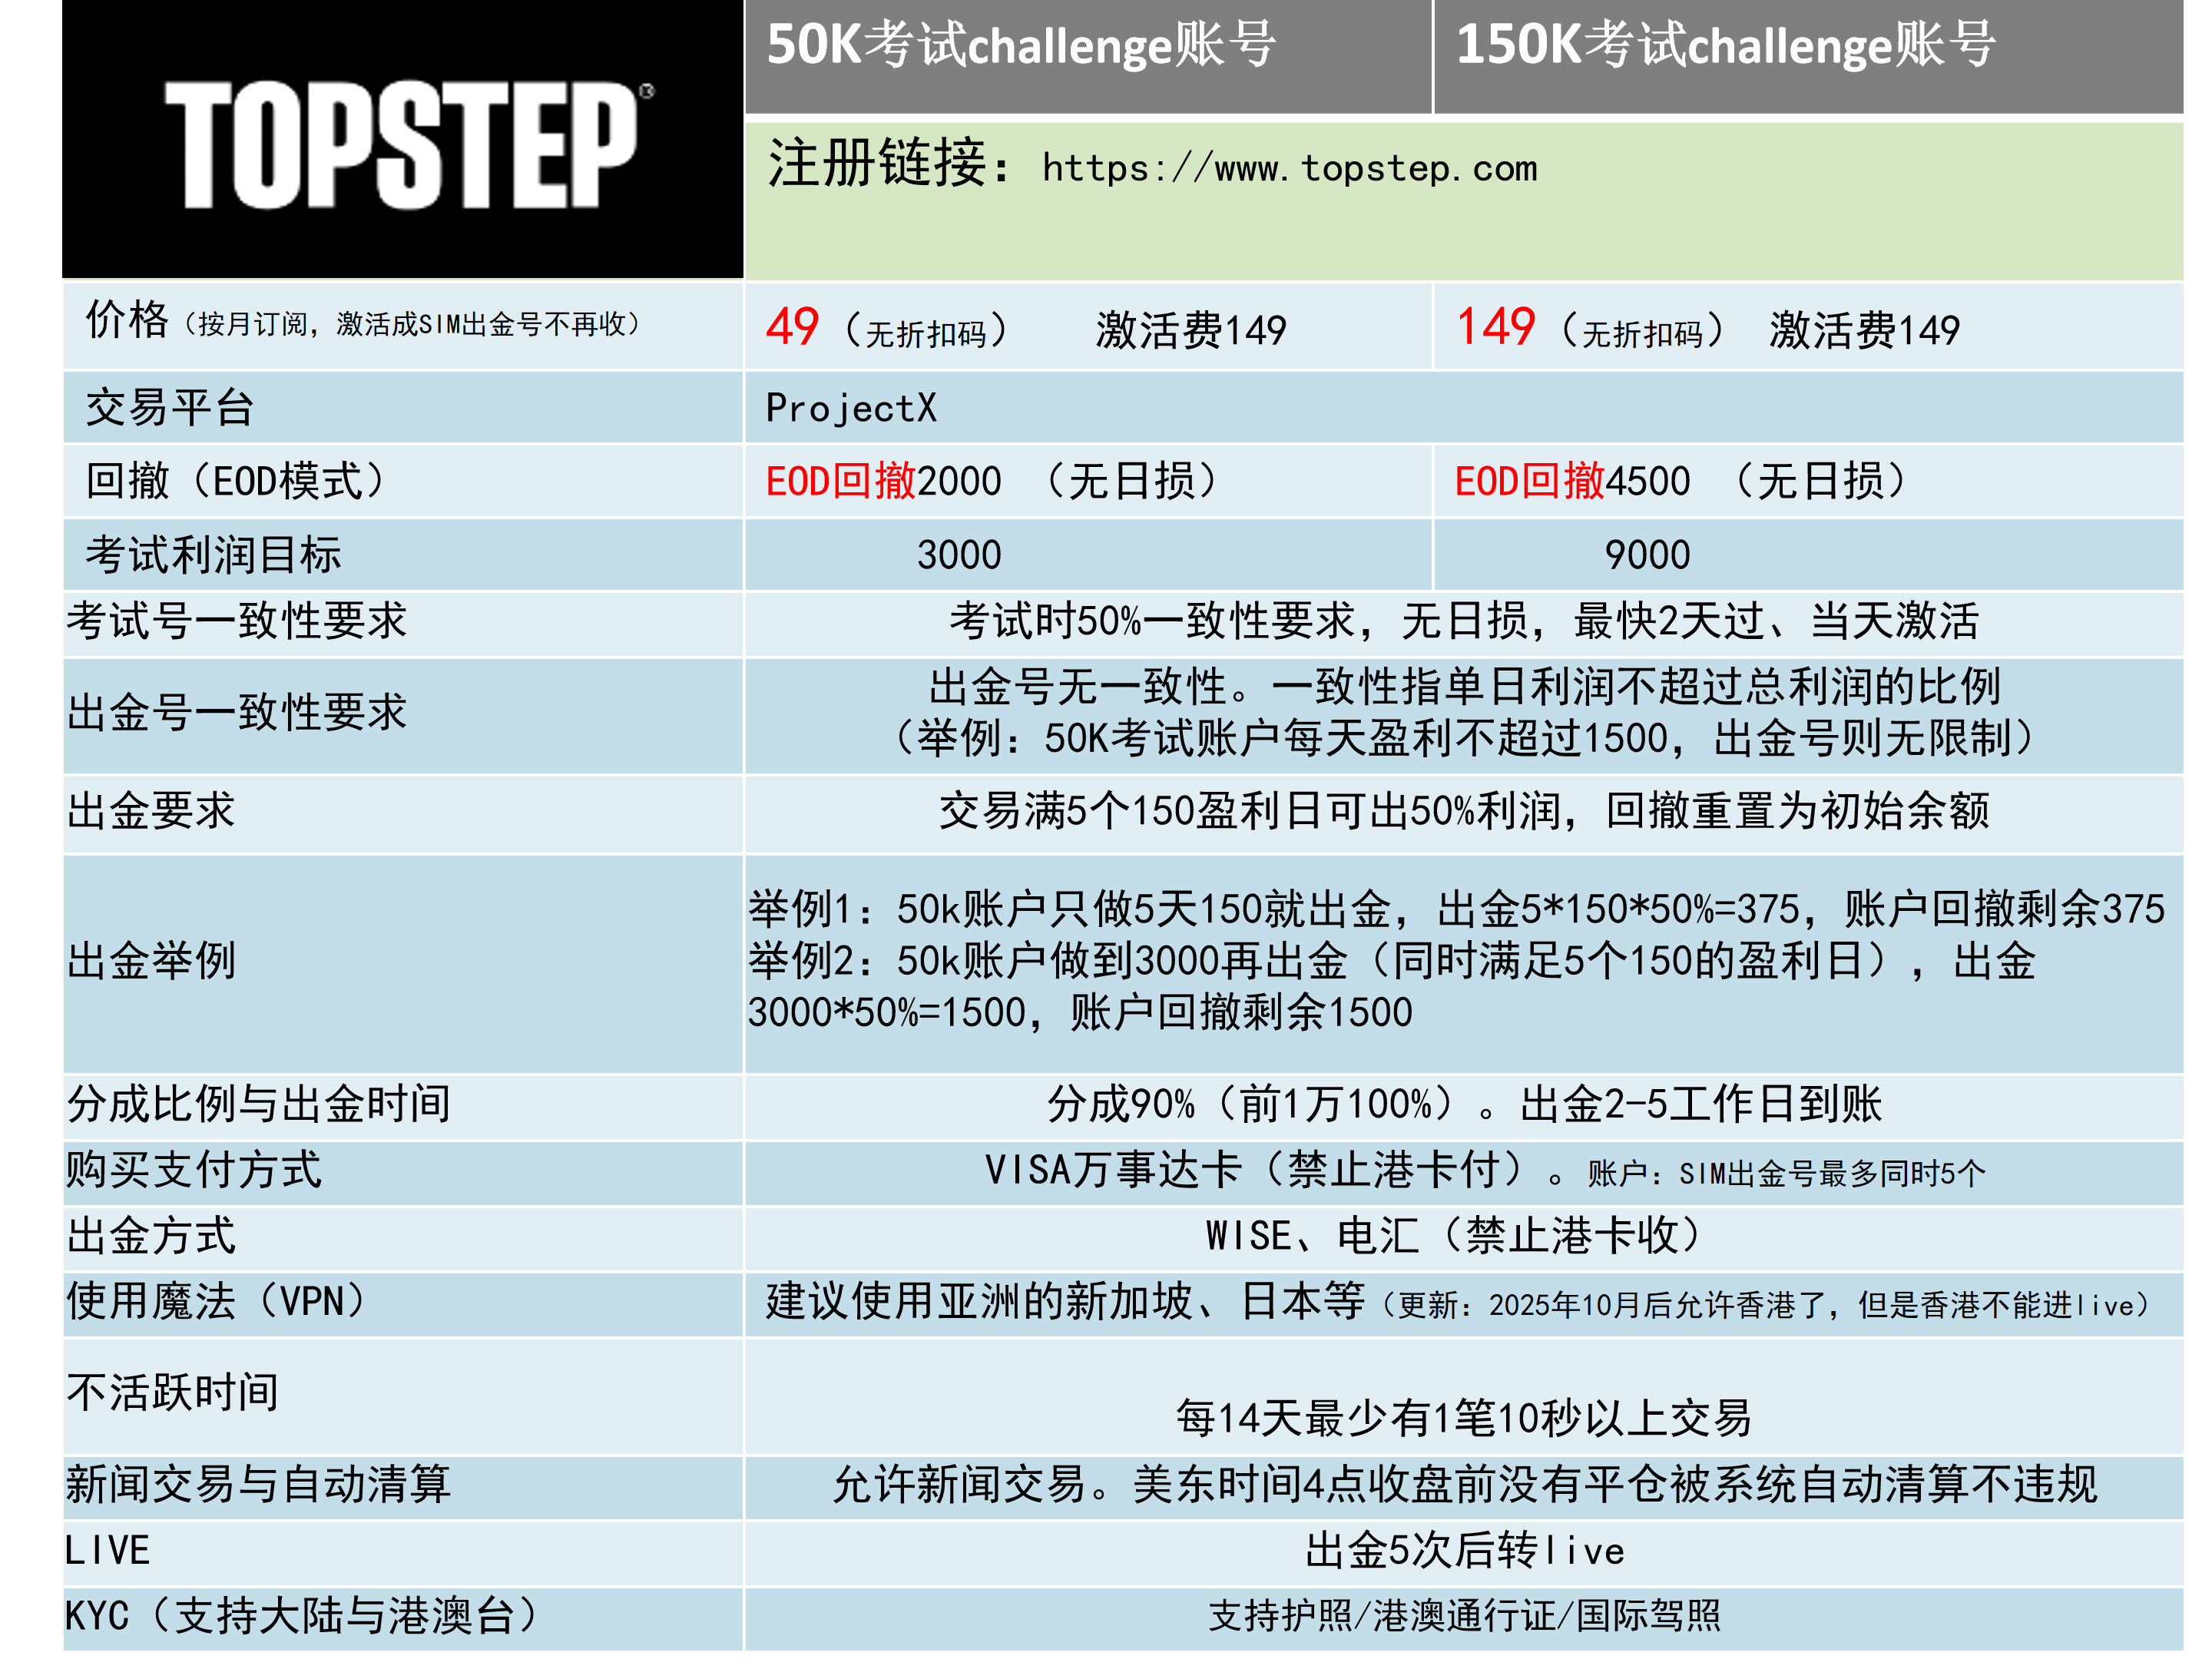 TOPSTEP®
50K考试challenge账号
150K考试challenge账号
注册链接：https://www.topstep.com
价格（按月订阅，激活成SIM出金号不再收）
49（无折扣码） 激活费149
149（无折扣码） 激活费149
交易平台
ProjectX
回撤（EOD模式）
EOD回撤2000 （无日损）
EOD回撤4500 （无日损）
考试利润目标
3000
9000
考试号一致性要求
考试时50%一致性要求，无日损，最快2天过、当天激活
出金号一致性要求
出金号无一致性。一致性指单日利润不超过总利润的比例
（举例：50K考试账户每天盈利不超过1500，出金号则无限制）
出金要求
交易满5个150盈利日可出50%利润，回撤重置为初始余额
出金举例
举例1：50k账户只做5天150就出金，出金5*150*50%=375，账户回撤剩余375
举例2：50k账户做到3000再出金（同时满足5个150的盈利日），出金
3000*50%=1500，账户回撤剩余1500
分成比例与出金时间
分成90%（前1万100%）。出金2-5工作日到账
购买支付方式
VISA万事达卡（禁止港卡付）。账户：SIM出金号最多同时5个
出金方式
WISE、电汇（禁止港卡收）
使用魔法（VPN）
建议使用亚洲的新加坡、日本等（更新：2025年10月后允许香港了，但是香港不能进live）
不活跃时间
每14天最少有1笔10秒以上交易
新闻交易与自动清算
允许新闻交易。美东时间4点收盘前没有平仓被系统自动清算不违规
LIVE
出金5次后转live
KYC（支持大陆与港澳台）
支持护照/港澳通行证/国际驾照